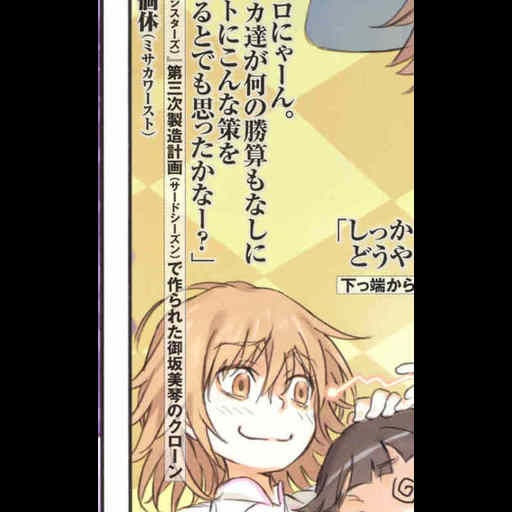 ロにゃーん。
カ達が何の勝算もなしに
トにこんな策を
るとでも思ったかなー?」
シスターズ)』第三次製造計画(サードシーズン)で作られた御坂美琴のクローン
個体(ミサカワースト)
「しっか
どうや
下っ端から